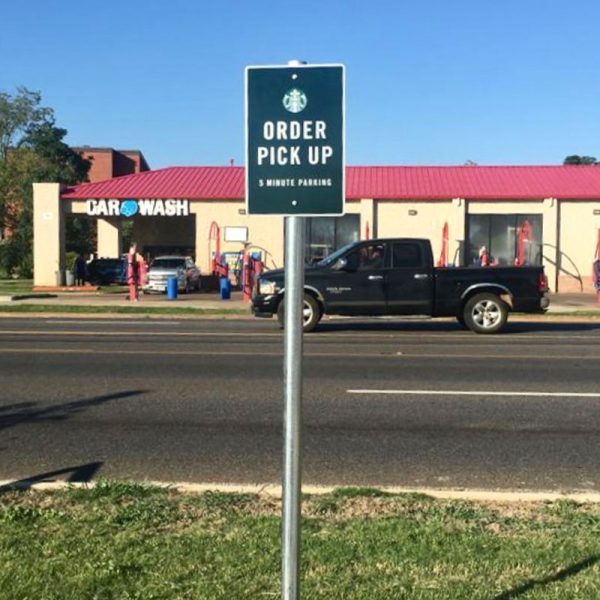 ORDER
PICK UP
5 MINUTE PARKING
CAR WASH